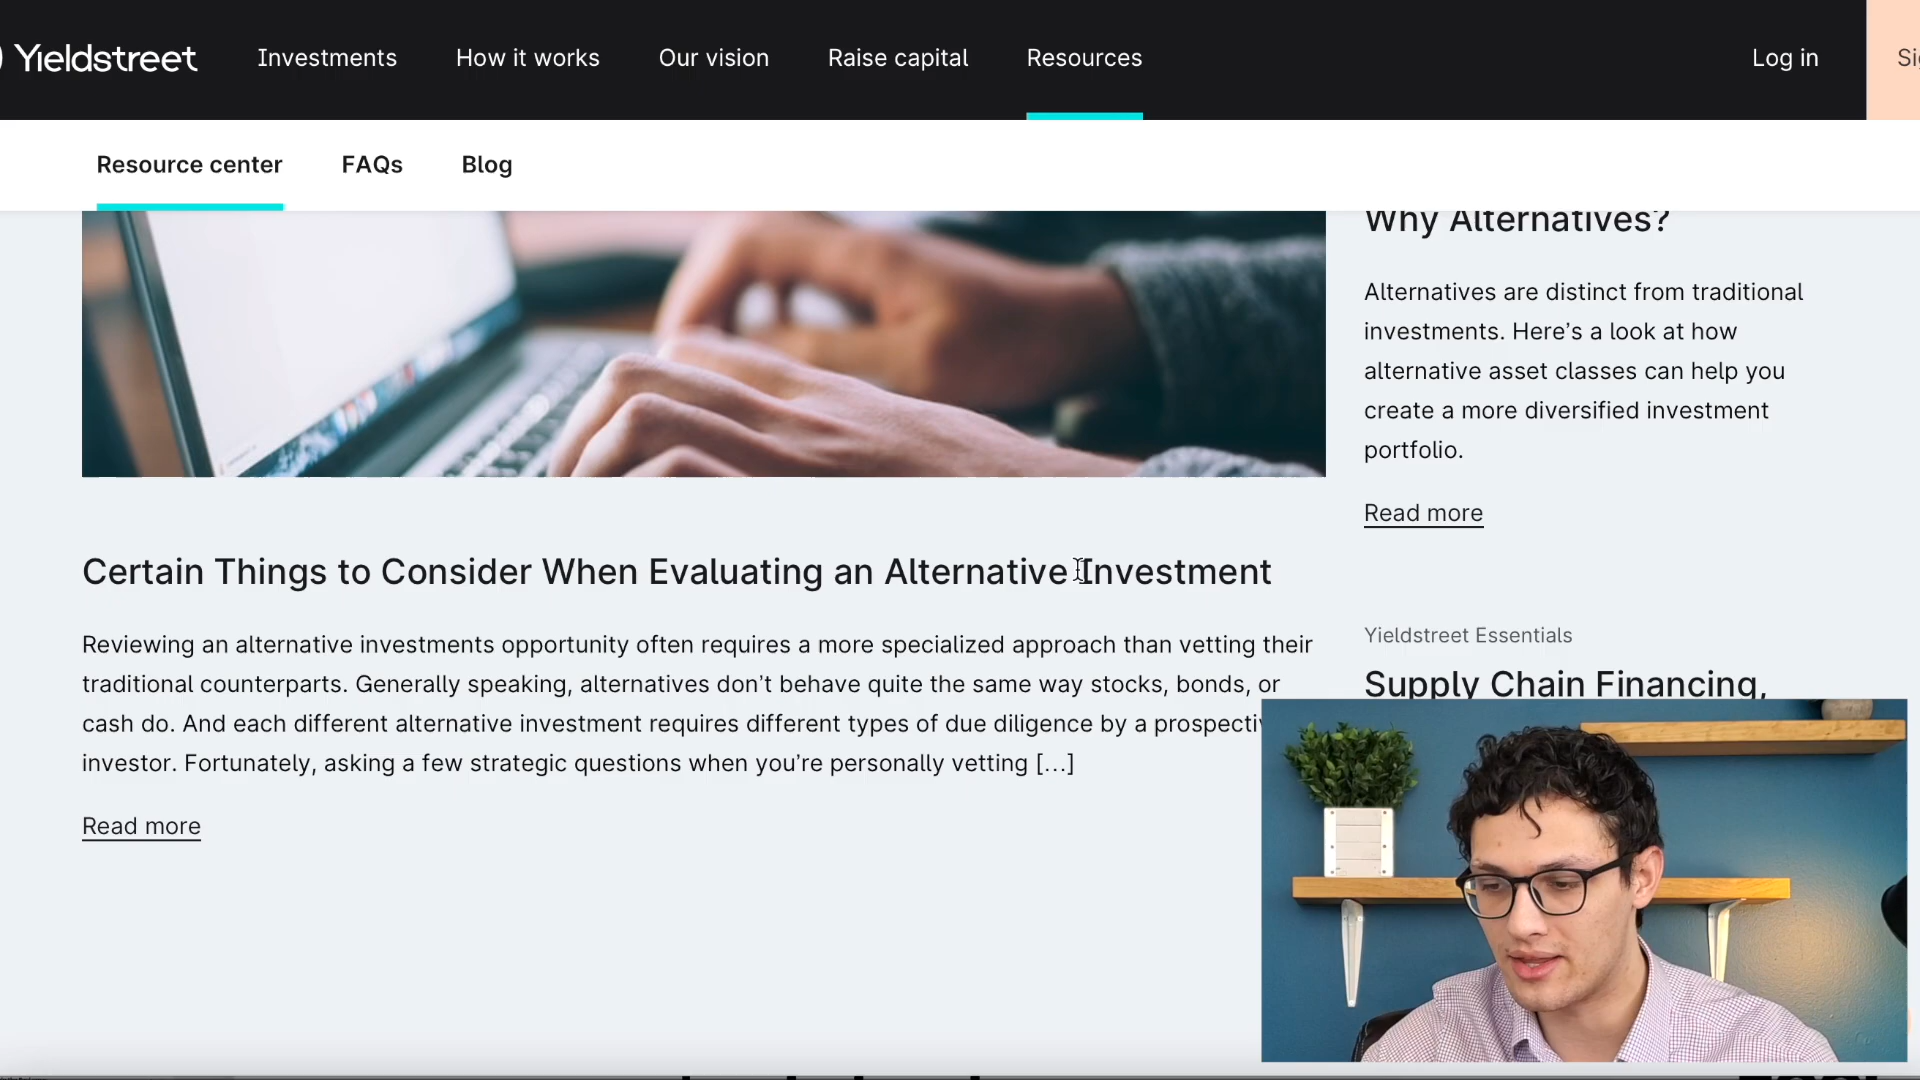 Yieldstreet
Investments
How it works
Our vision
Raise capital
Resources
Log in
Resource center
FAQs
Blog
Why Alternatives?
Alternatives are distinct from traditional
investments. Here’s a look at how
alternative asset classes can help you
create a more diversified investment
portfolio.
Read more
Certain Things to Consider When Evaluating an Alternative Investment
Reviewing an alternative investments opportunity often requires a more specialized approach than vetting their
traditional counterparts. Generally speaking, alternatives don’t behave quite the same way stocks, bonds, or
cash do. And each different alternative investment requires different types of due diligence by a
investor. Fortunately, asking a few strategic questions when you’re personally vetting [...]
Read more
Yieldstreet Essentials
Supply Chain Financing,